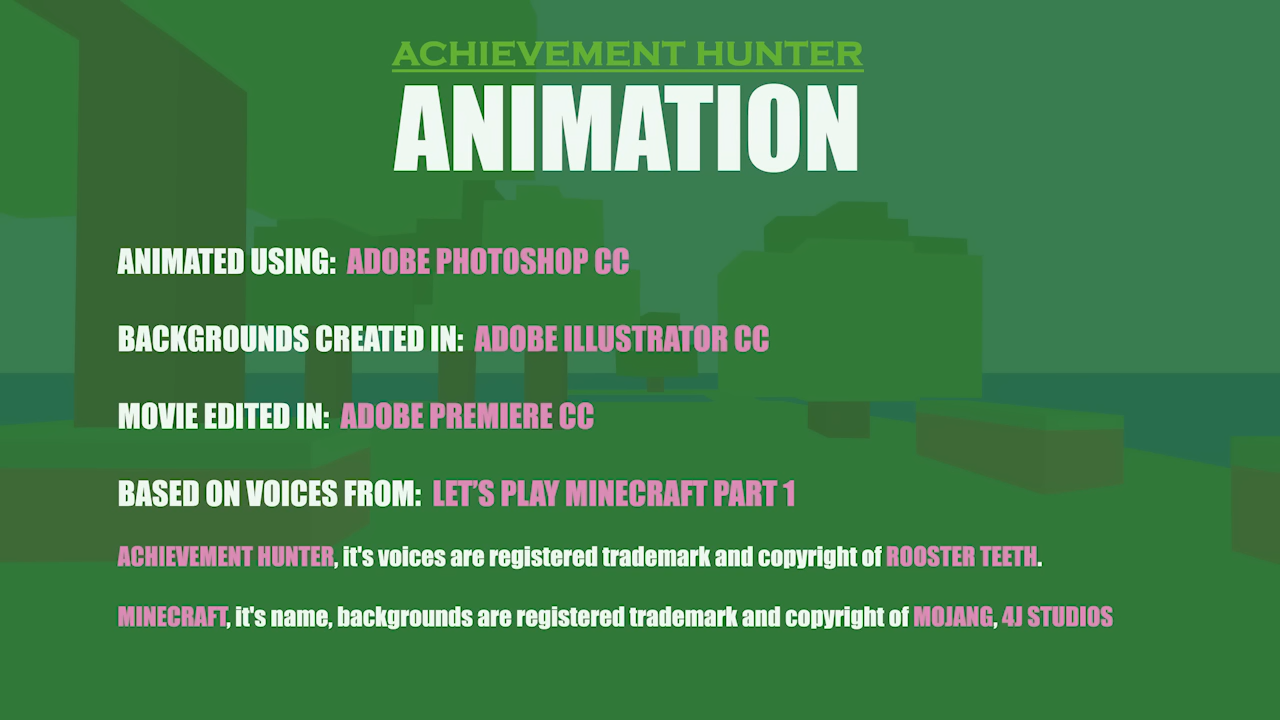 ACHIEVEMENT HUNTER
ANIMATION
ANIMATED USING: ADOBE PHOTOSHOP CC
BACKGROUNDS CREATED IN: ADOBE ILLUSTRATOR CC
MOVIE EDITED IN: ADOBE PREMIERE CC
BASED ON VOICES FROM: LET'S PLAY MINECRAFT PART 1
ACHIEVEMENT HUNTER, it's voices are registered trademark and copyright of ROOSTER TEETH.
MINECRAFT, it's name, backgrounds are registered trademark and copyright of MOJANG, 4J STUDIOS